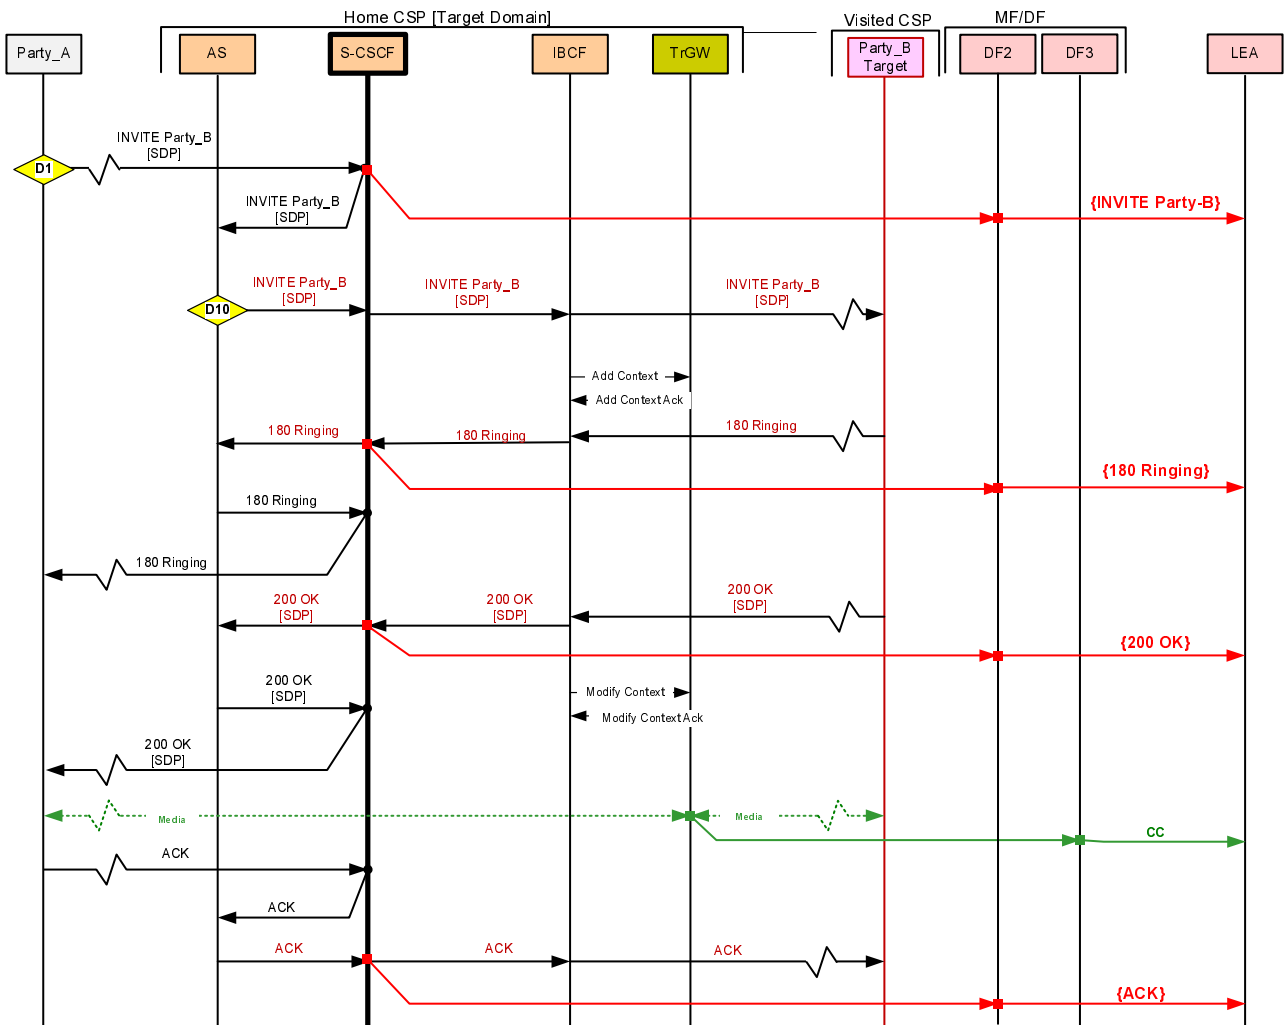 Home CSP [Target Domain]
Visited CSP
MF/DF
Party_A
AS
S-CSCF
IBCF
TrGW
Party_B
Target
DF2
DF3
LEA
INVITE Party_B
[SDP]
D1
INVITE Party_B
[SDP]
{INVITE Party-B}
D10
INVITE Party_B
[SDP]
INVITE Party_B
[SDP]
INVITE Party_B
[SDP]
Add Context
Add Context Ack
180 Ringing
180 Ringing
180 Ringing
{180 Ringing}
180 Ringing
180 Ringing
200 OK
[SDP]
200 OK
[SDP]
200 OK
[SDP]
{200 OK}
200 OK
[SDP]
Modify Context
Modify Context Ack
200 OK
[SDP]
Media
Media
CC
ACK
ACK
ACK
ACK
ACK
{ACK}